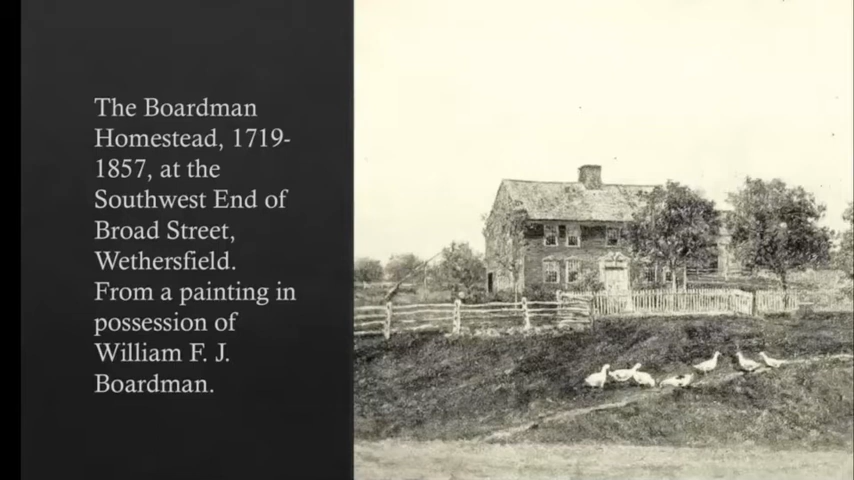 The Boardman
Homestead, 1719-
1857, at the
Southwest End of
Broad Street,
Wethersfield.
From a painting in
possession of
William F. J.
Boardman.